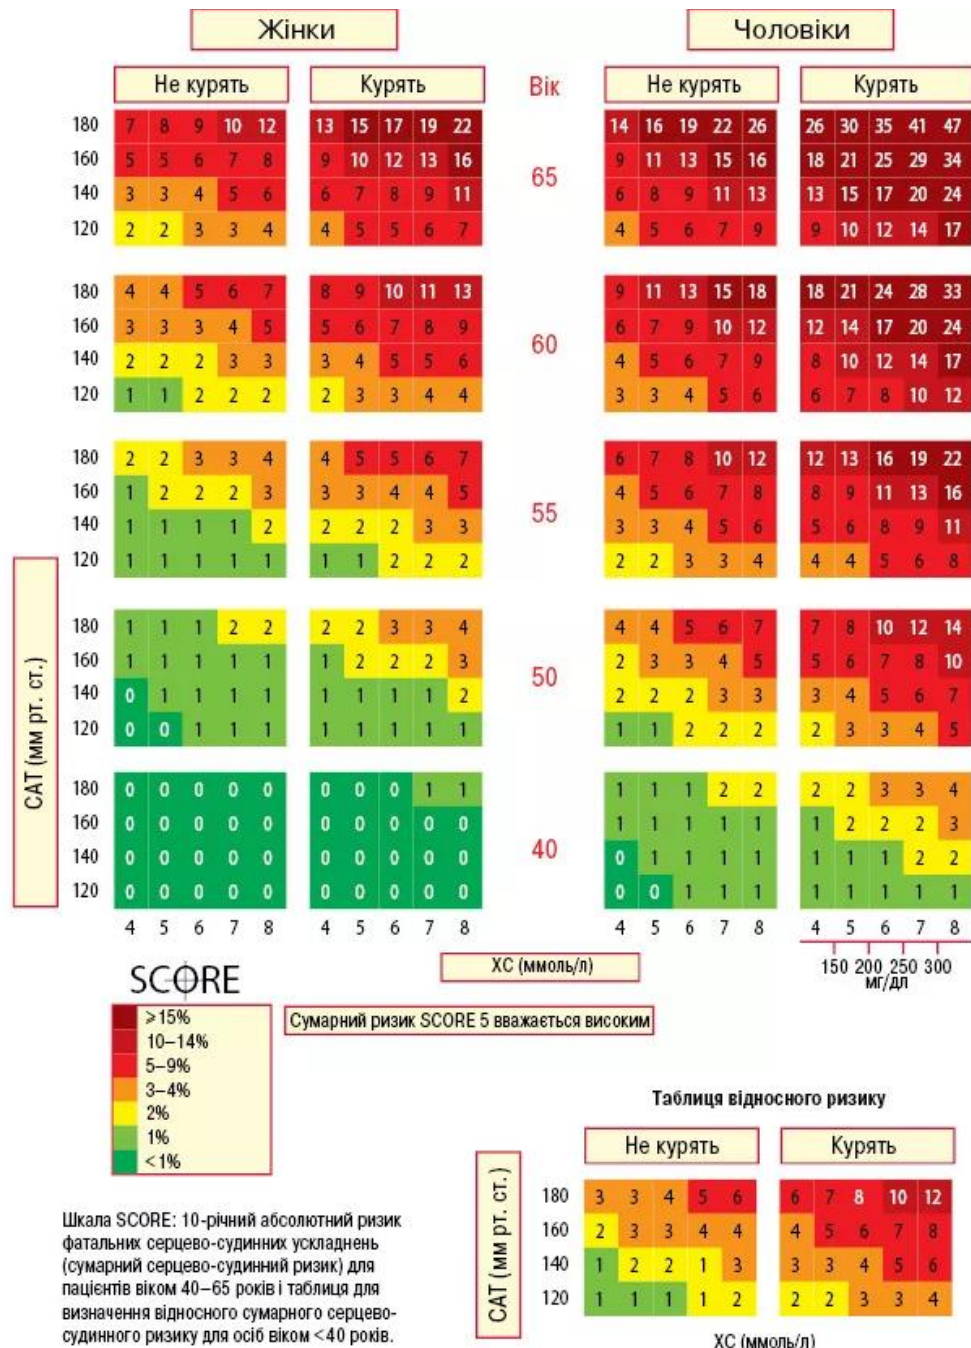 Жінки Чоловіки
Не курять Курять Вік Не курять Курять
180 7 8 9 10 12 13 15 17 19 22 14 16 19 22 26 26 30 35 41 47
160 5 5 6 7 8 9 10 12 13 16 9 11 13 15 16 18 21 25 29 34
65
140 3 3 4 5 6 6 7 8 9 11 6 8 9 11 13 13 15 17 20 24
120 2 2 3 3 4 4 5 5 6 7 4 5 6 7 9 9 10 12 14 17
180 4 4 5 6 7 8 9 10 11 13 9 11 13 15 18 18 21 24 28 33
160 3 3 3 4 5 5 6 7 8 9 6 7 9 10 12 12 14 17 20 24
60
140 2 2 2 3 3 3 4 5 5 6 4 5 6 7 9 8 10 12 14 17
120 1 1 2 2 2 2 3 3 4 4 3 3 4 5 6 6 7 8 10 12
180 2 2 3 3 4 4 5 5 6 7 6 7 8 10 12 12 13 16 19 22
160 1 2 2 2 3 3 3 4 4 5 4 5 6 7 8 8 9 11 13 16
55
140 1 1 1 1 2 2 2 2 3 3 3 3 4 5 6 5 6 8 9 11
120 1 1 1 1 1 1 1 2 2 2 2 2 3 3 4 4 4 5 6 8
180 1 1 1 2 2 2 2 3 3 4 4 4 5 6 7 7 8 10 12 14
160 1 1 1 1 1 1 2 2 2 3 2 3 3 4 5 5 6 7 8 10
50
140 0 1 1 1 1 1 1 1 1 2 2 2 2 3 3 3 4 5 6 7
120 0 0 1 1 1 1 1 1 1 1 1 1 2 2 2 2 3 3 4 5
180 0 0 0 0 0 0 0 0 1 1 1 1 1 2 2 2 2 3 3 4
160 0 0 0 0 0 0 0 0 0 0 1 1 1 1 1 1 2 2 2 3
40
140 0 0 0 0 0 0 0 0 0 0 0 1 1 1 1 1 1 1 2 2
120 0 0 0 0 0 0 0 0 0 0 0 0 1 1 1 1 1 1 1 1
4 5 6 7 8 4 5 6 7 8 4 5 6 7 8 4 5 6 7 8
САТ (мм рт. ст.)
ХС (ммоль/л)
150 200 250 300
мг/дл
SCORE
⩾15%
10–14%
5–9%
3–4%
2%
1%
<1%
Сумарний ризик SCORE 5 вважається високим
Таблиця відносного ризику
Не курять Курять
180 3 3 4 5 6 6 7 8 10 12
160 2 3 3 4 4 4 5 6 7 8
140 1 2 2 1 3 3 3 4 5 6
120 1 1 1 1 2 2 2 3 3 4
САТ (мм рт. ст.)
ХС (ммоль/л)
Шкала SCORE: 10-річний абсолютний ризик
фатальних серцево-судинних ускладнень
(сумарний серцево-судинний ризик) для
пацієнтів віком 40–65 років і таблиця для
визначення відносного сумарного серцево-
судинного ризику для осіб віком <40 років.